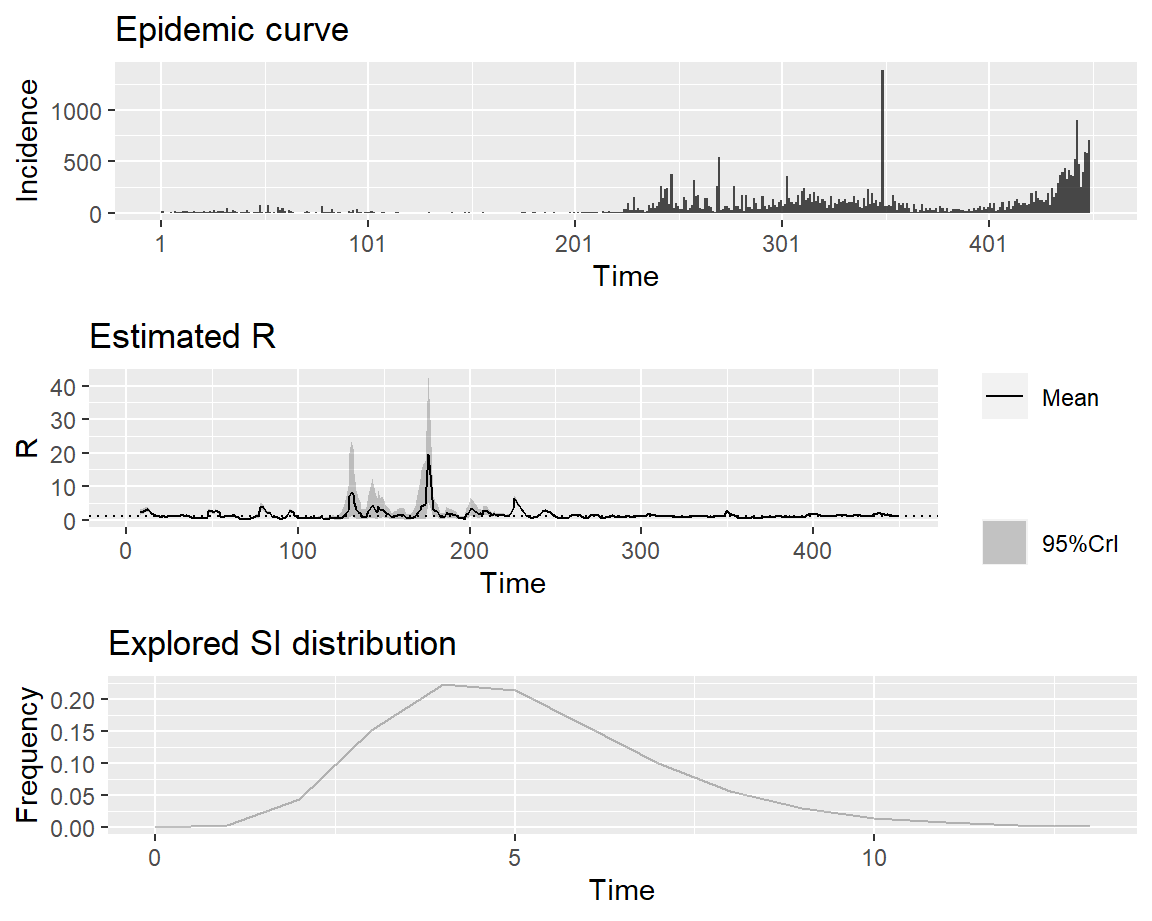 Epidemic curve
Incidence
1000
500
0
1 101 201 301 401
Time
Estimated R
R
40
30
20
10
0
0 100 200 300 400
Time
Mean
95%CrI
Explored SI distribution
Frequency
0.20
0.15
0.10
0.05
0.00
0 5 10
Time